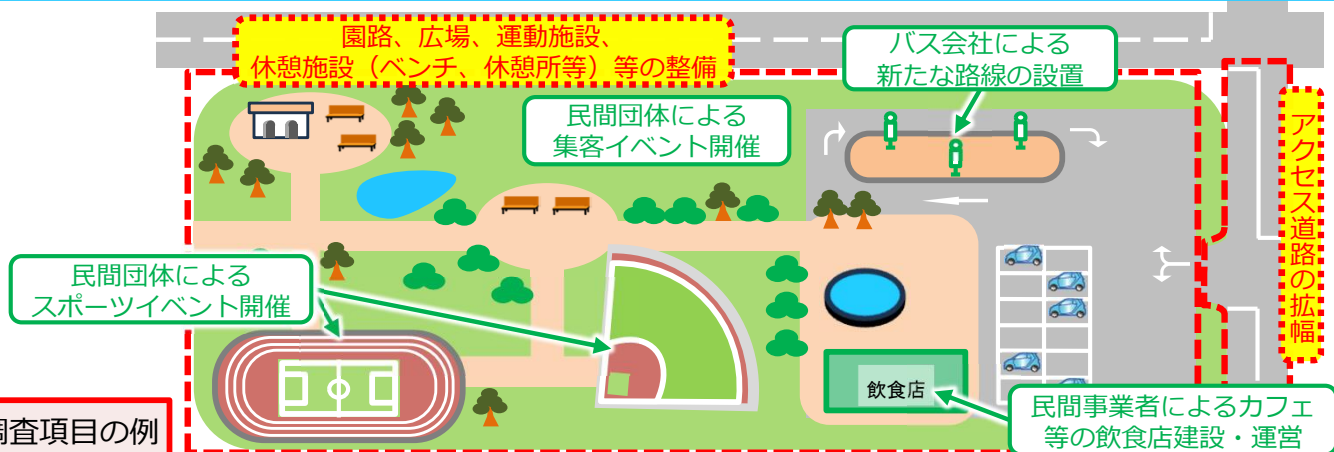 園路、広場、運動施設、
休憩施設（ベンチ、休憩所等）等の整備
バス会社による
新たな路線の設置
民間団体による
集客イベント開催
アクセス道路の拡幅
民間団体による
スポーツイベント開催
飲食店
民間事業者によるカフェ
等の飲食店建設・運営
調査項目の例